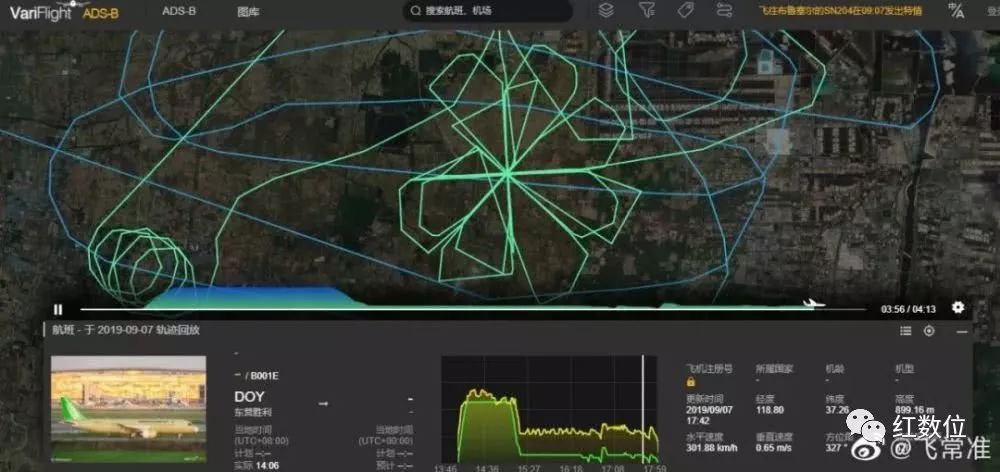 VariFlight ADS-B ADS-B 图库 搜索航班、机场 飞往布鲁塞尔的SN204在09:07发出特情
03:56 / 04:13
航班 - 于 2019-09-07 轨迹回放
- / B001E
DOY
东营胜利
当地时间 当地时间
(UTC+08:00) (UTC+00:00)
计划 --:-- 计划 --:--
实际 14:06 预计 --:--
13:46 14:36 15:27 16:18 17:08 17:59
飞机注册号 所属国家 机龄 机型
更新时间 经度 纬度 高度
2019/09/07 118.80 37.26 899.16 m
17:42
水平速度 垂直速度 方位角
301.88 km/h 0.65 m/s 327 °
红数位
@飞常准